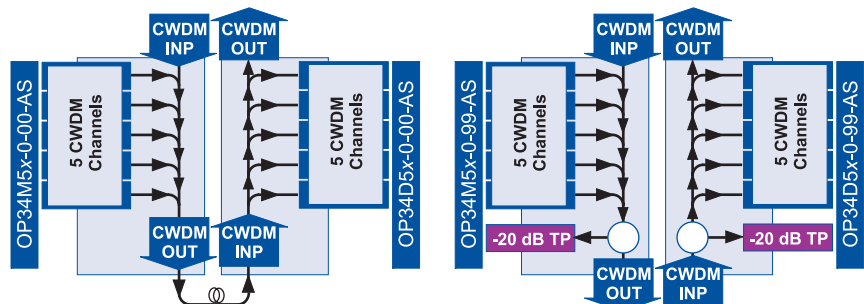 CWDM
INP
CWDM
OUT
OP34M5x-0-00-AS
5 CWDM
Channels
5 CWDM
Channels
OP34D5x-0-00-AS
CWDM
OUT
CWDM
INP
CWDM
INP
CWDM
OUT
OP34M5x-0-99-AS
5 CWDM
Channels
5 CWDM
Channels
OP34D5x-0-99-AS
-20 dB TP
-20 dB TP
CWDM
OUT
CWDM
INP